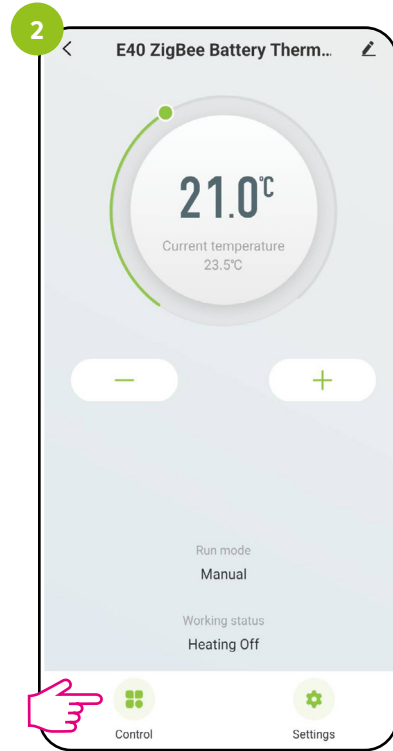 2
E40 ZigBee Battery Therm...
21.0°C
Current temperature
23.5°C
Run mode
Manual
Working status
Heating Off
Control
Settings